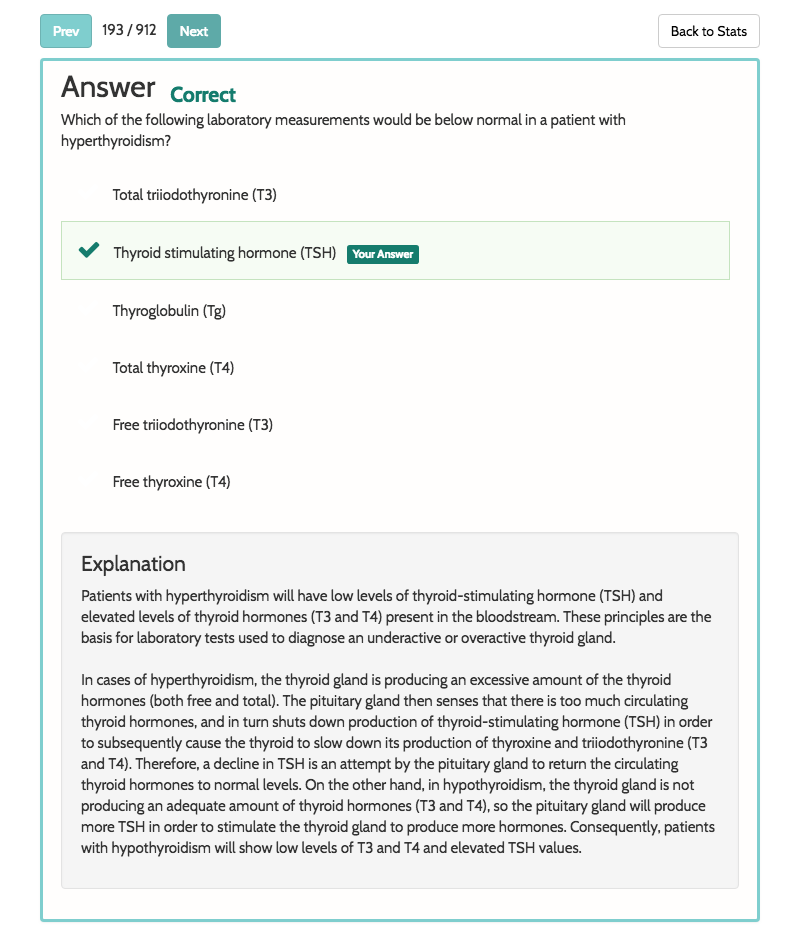 Prev 193 / 912 Next Back to Stats
Answer Correct
Which of the following laboratory measurements would be below normal in a patient with
hyperthyroidism?
Total triiodothyronine (T3)
Thyroid stimulating hormone (TSH) Your Answer
Thyroglobulin (Tg)
Total thyroxine (T4)
Free triiodothyronine (T3)
Free thyroxine (T4)
Explanation
Patients with hyperthyroidism will have low levels of thyroid-stimulating hormone (TSH) and
elevated levels of thyroid hormones (T3 and T4) present in the bloodstream. These principles are the
basis for laboratory tests used to diagnose an underactive or overactive thyroid gland.
In cases of hyperthyroidism, the thyroid gland is producing an excessive amount of the thyroid
hormones (both free and total). The pituitary gland then senses that there is too much circulating
thyroid hormones, and in turn shuts down production of thyroid-stimulating hormone (TSH) in order
to subsequently cause the thyroid to slow down its production of thyroxine and triiodothyronine (T3
and T4). Therefore, a decline in TSH is an attempt by the pituitary gland to return the circulating
thyroid hormones to normal levels. On the other hand, in hypothyroidism, the thyroid gland is not
producing an adequate amount of thyroid hormones (T3 and T4), so the pituitary gland will produce
more TSH in order to stimulate the thyroid gland to produce more hormones. Consequently, patients
with hypothyroidism will show low levels of T3 and T4 and elevated TSH values.